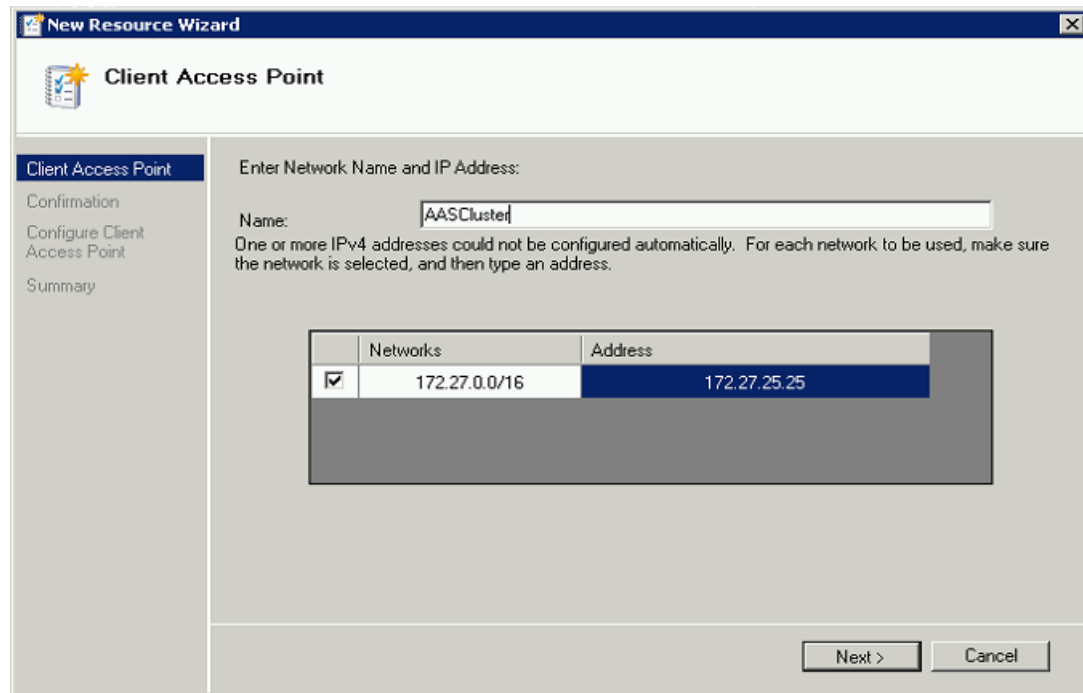 New Resource Wizard
Client Access Point
Client Access Point
Confirmation
Configure Client
Access Point
Summary
Enter Network Name and IP Address:
Name:
AASCluster
One or more IPv4 addresses could not be configured automatically. For each network to be used, make sure
the network is selected, and then type an address.
Networks Address
172.27.0.0/16 172.27.25.25
Next >
Cancel